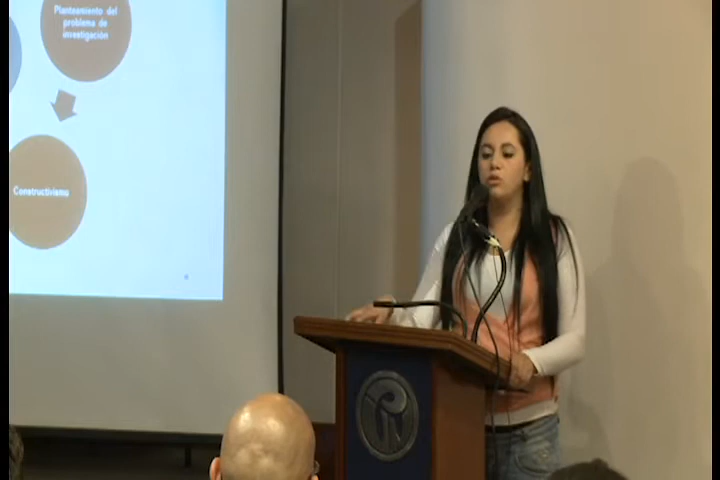 Planteamiento del
problema de
investigación
Constructivismo